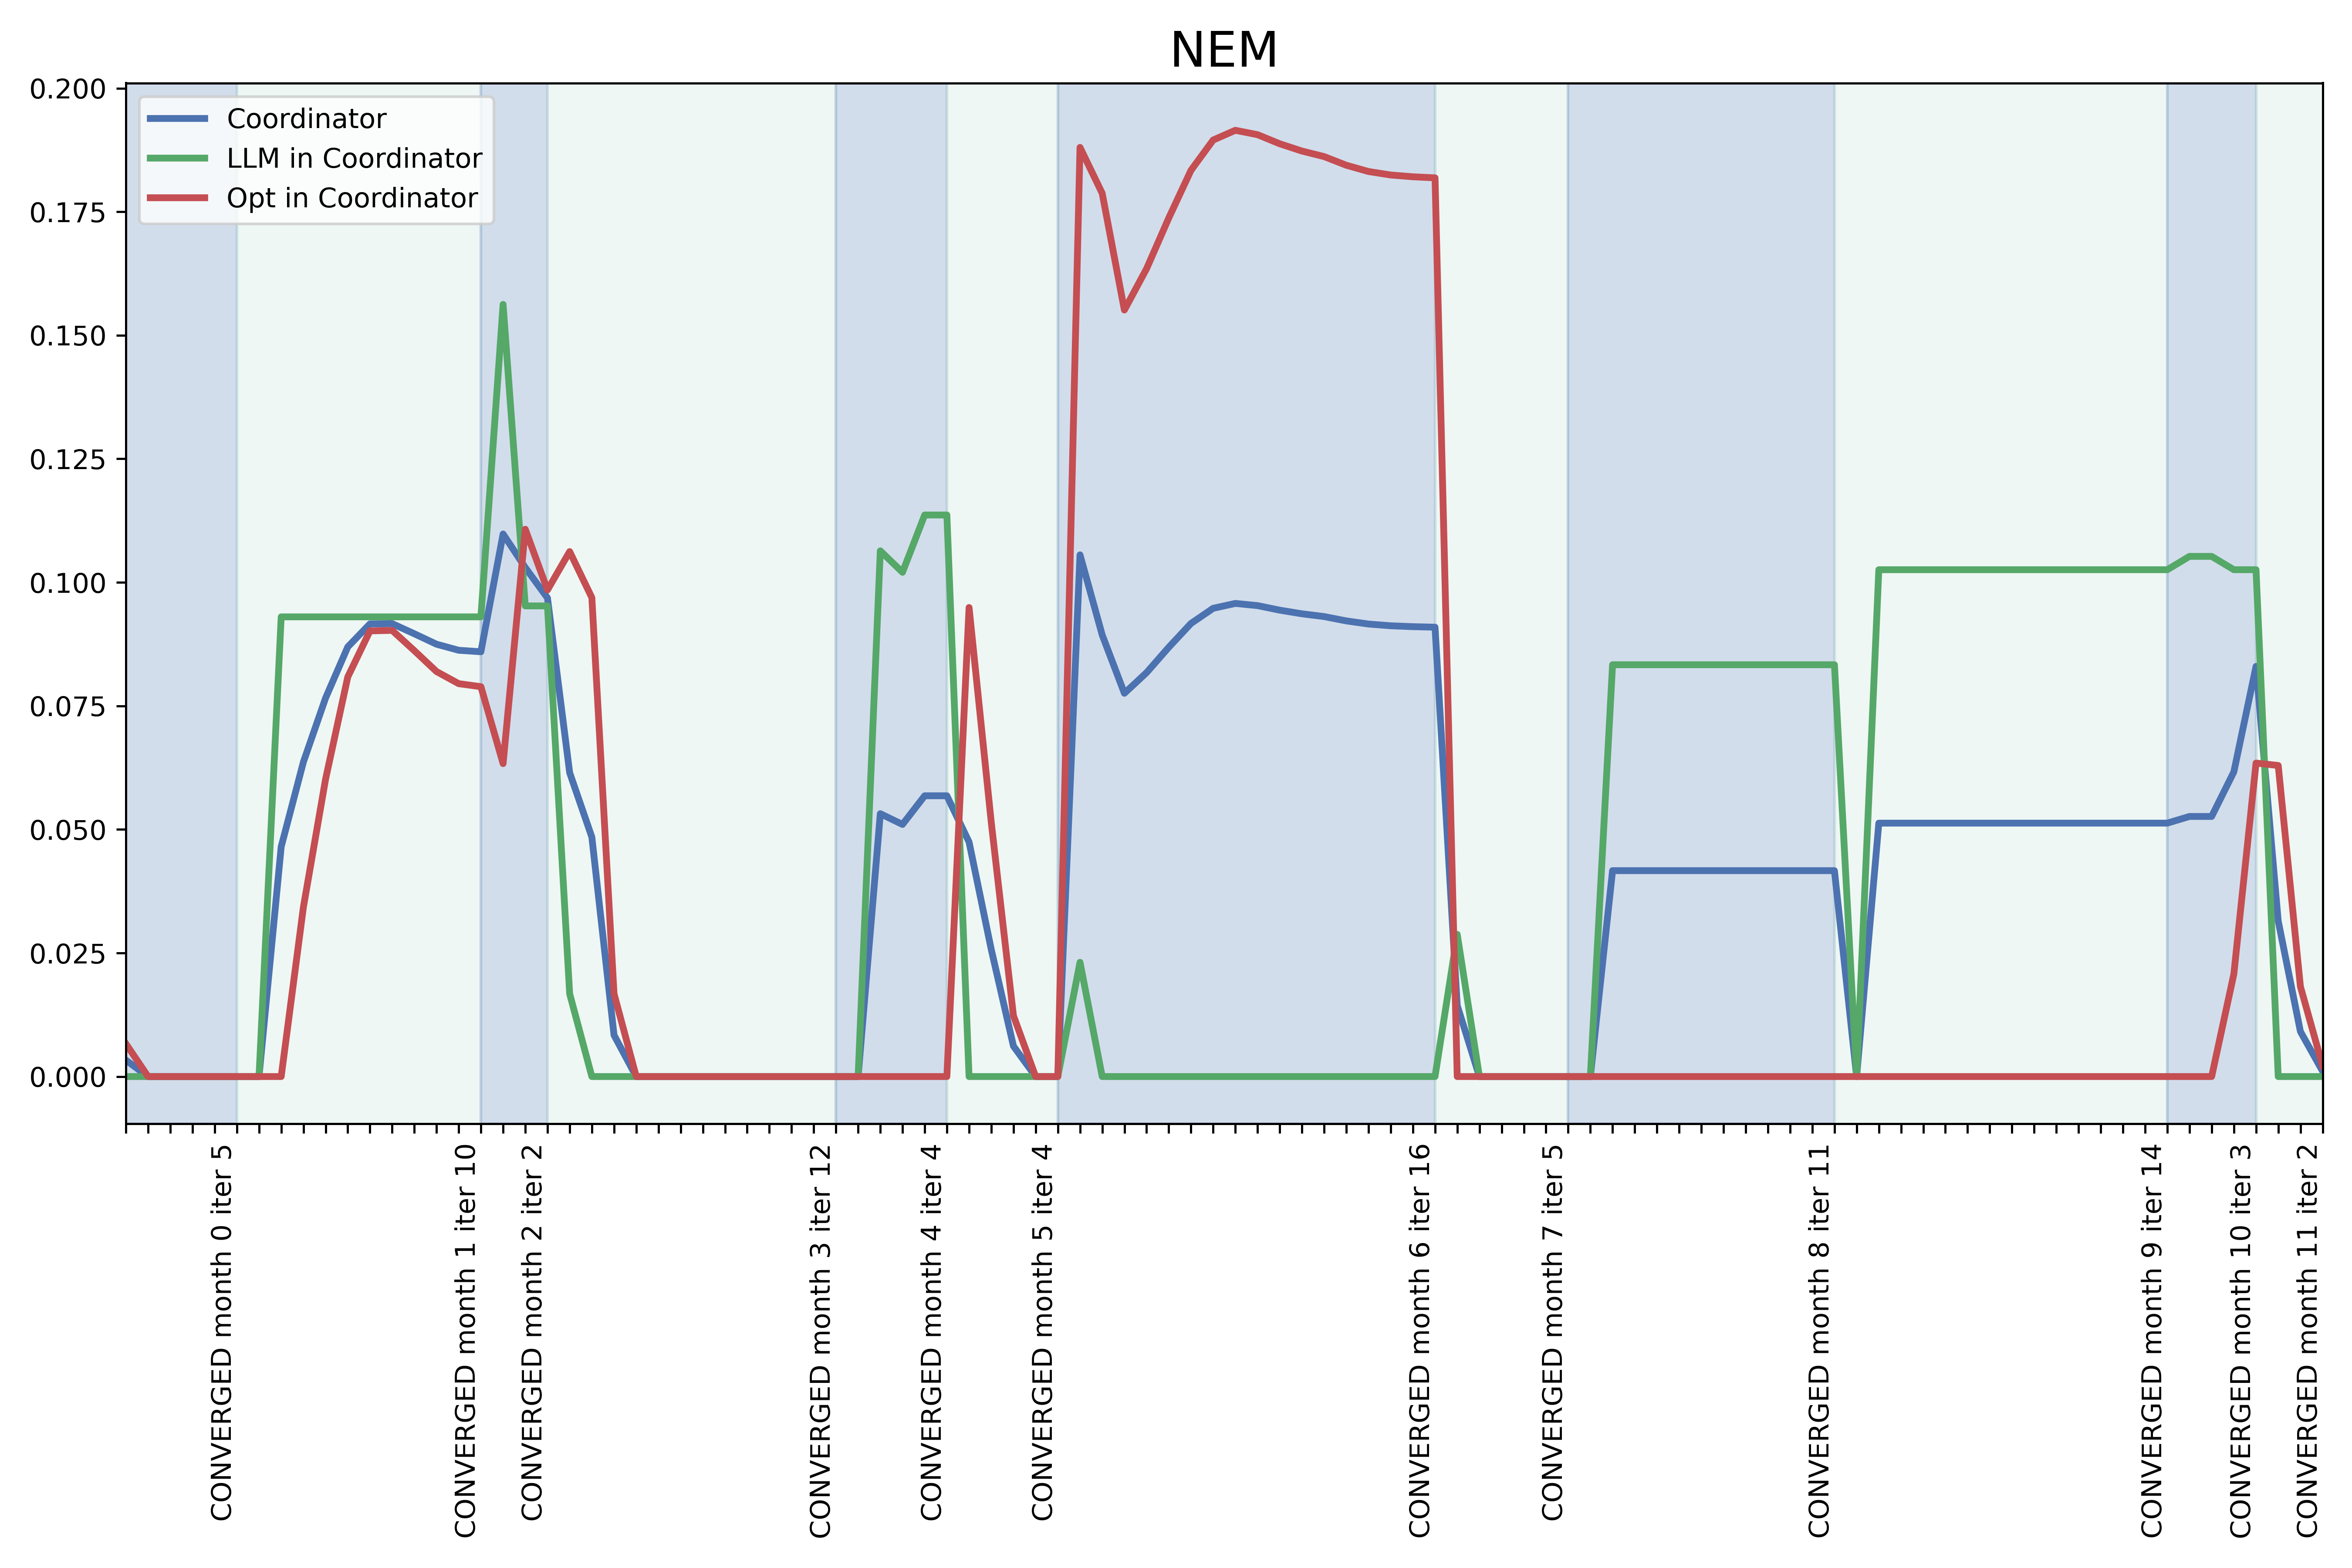 NEM
0.200
0.175
0.150
0.125
0.100
0.075
0.050
0.025
0.000
Coordinator
LLM in Coordinator
Opt in Coordinator
CONVERGED month 0 iter 5
CONVERGED month 1 iter 10
CONVERGED month 2 iter 2
CONVERGED month 3 iter 12
CONVERGED month 4 iter 4
CONVERGED month 5 iter 4
CONVERGED month 6 iter 16
CONVERGED month 7 iter 5
CONVERGED month 8 iter 11
CONVERGED month 9 iter 14
CONVERGED month 10 iter 3
CONVERGED month 11 iter 2